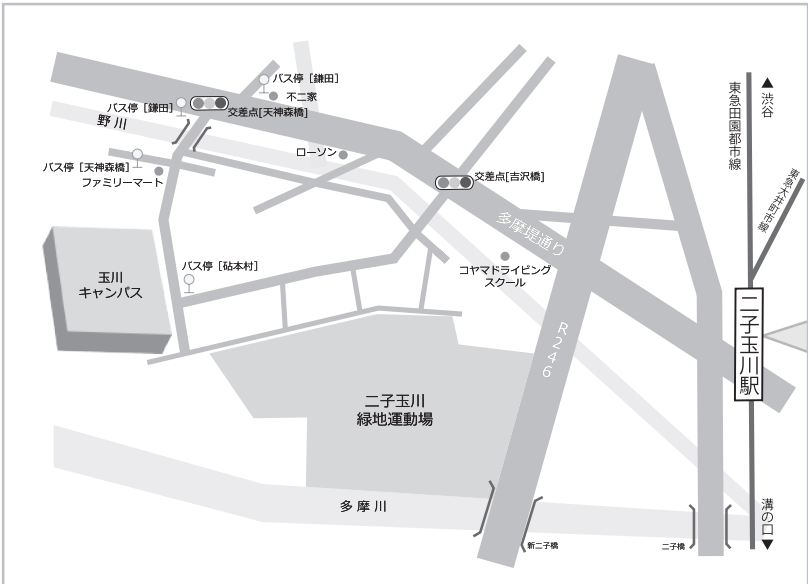 バス停［鎌田］
不二家
バス停［鎌田］
交差点[天神森橋]
野川
ローソン
バス停［天神森橋］
ファミリーマート
交差点[吉沢橋]
多摩堤通り
東急田園都市線
渋谷
東急大井町市線
玉川
キャンパス
バス停［砧本村］
コヤマドライビング
スクール
二子玉川駅
R246
二子玉川
緑地運動場
多摩川
新二子橋
二子橋
溝の口